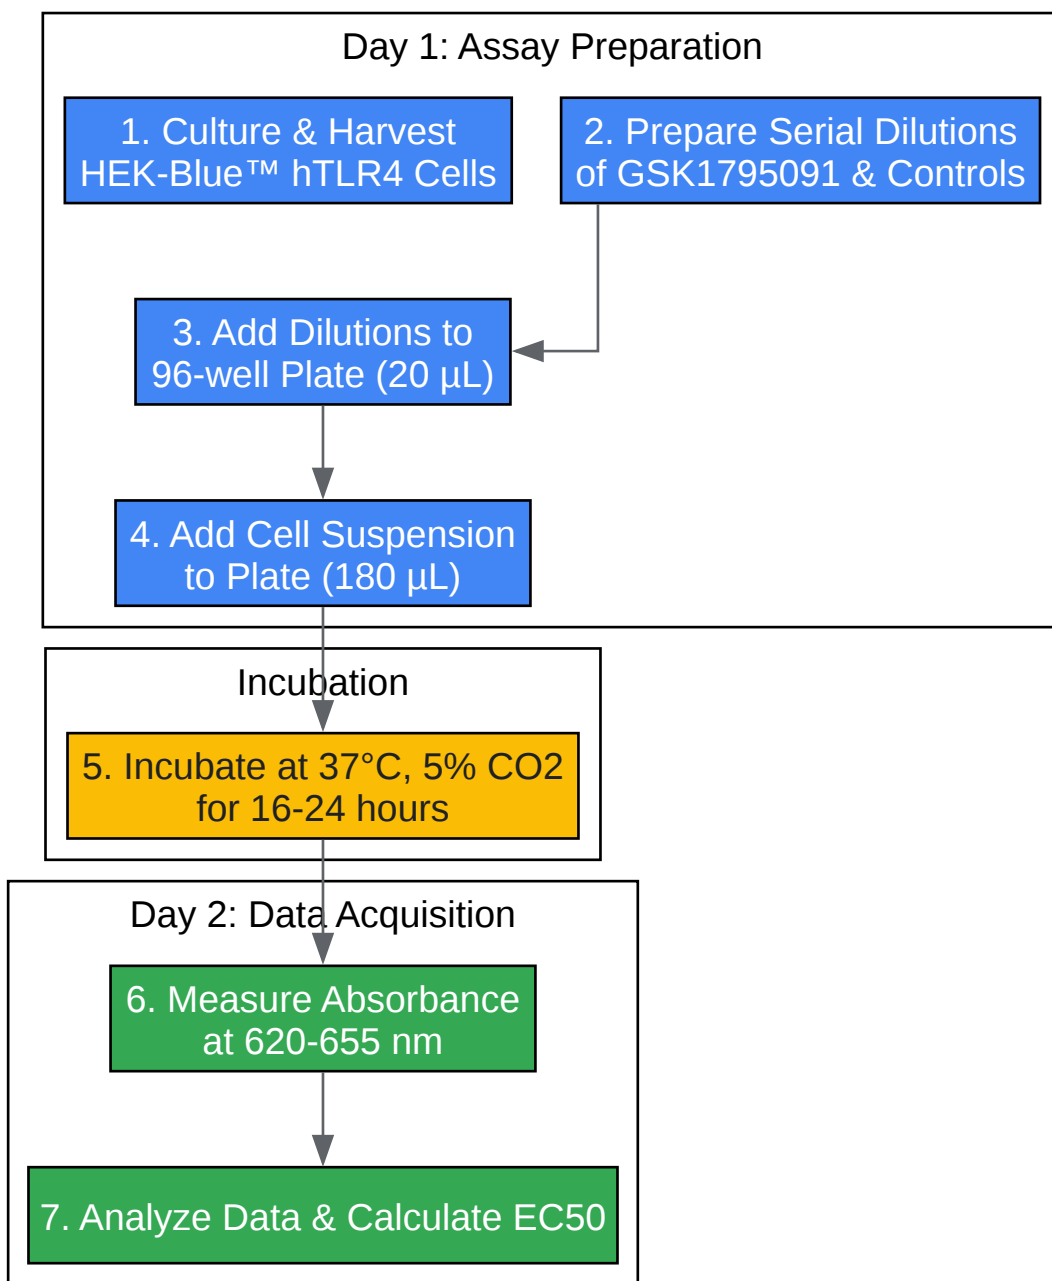 Day 1: Assay Preparation
1. Culture & Harvest
HEK-Blue™ hTLR4 Cells
2. Prepare Serial Dilutions
of GSK1795091 & Controls
3. Add Dilutions to
96-well Plate (20 µL)
4. Add Cell Suspension
to Plate (180 µL)
Incubation
5. Incubate at 37°C, 5% CO2
for 16-24 hours
Day 2: Data Acquisition
6. Measure Absorbance
at 620-655 nm
7. Analyze Data & Calculate EC50